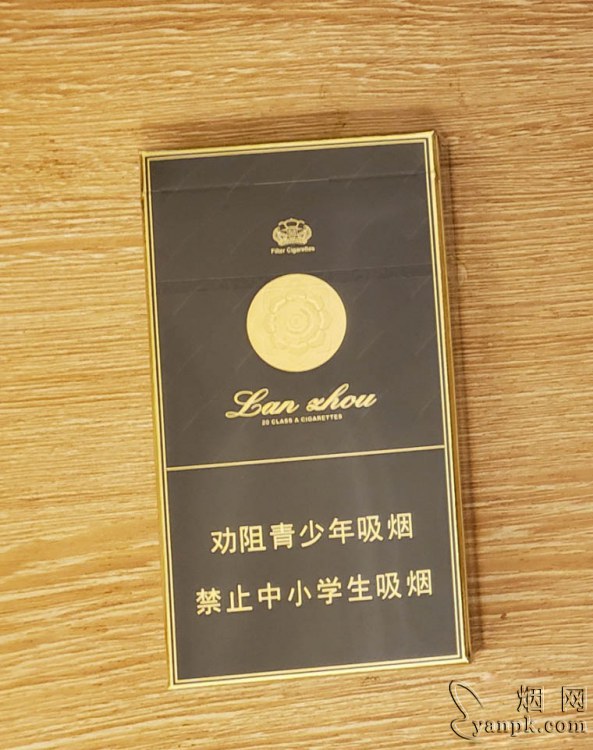 Filter Cigarettes
Lan zhou
20 CLASS A CIGARETTES
劝阻青少年吸烟
禁止中小学生吸烟
烟网
yanpk.com